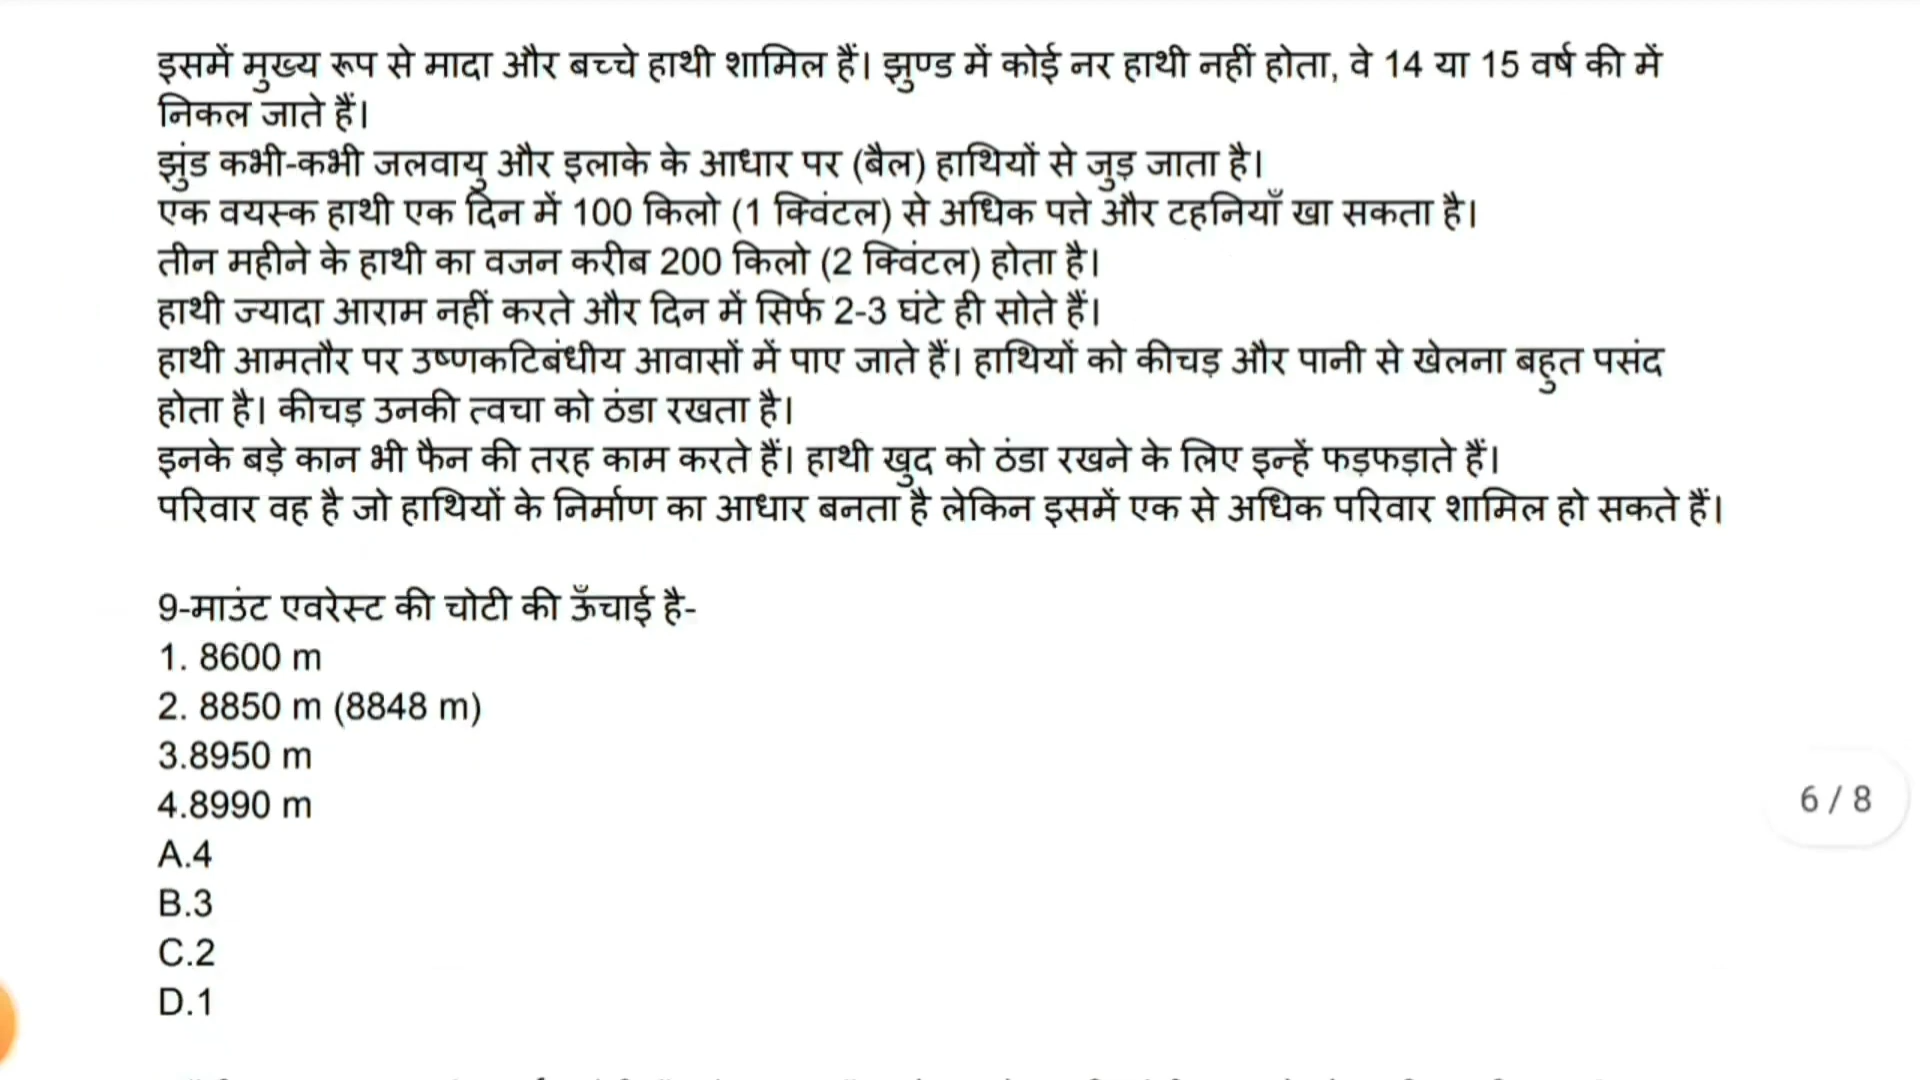 इसमें मुख्य रूप से मादा और बच्चे हाथी शामिल हैं। झुण्ड में कोई नर हाथी नहीं होता, वे 14 या 15 वर्ष की में
निकल जाते हैं।
झुंड कभी-कभी जलवायु और इलाके के आधार पर (बैल) हाथियों से जुड़ जाता है।
एक वयस्क हाथी एक दिन में 100 किलो (1 क्विंटल) से अधिक पत्ते और टहनियाँ खा सकता है।
तीन महीने के हाथी का वजन करीब 200 किलो (2 क्विंटल) होता है।
हाथी ज्यादा आराम नहीं करते और दिन में सिर्फ 2-3 घंटे ही सोते हैं।
हाथी आमतौर पर उष्णकटिबंधीय आवासों में पाए जाते हैं। हाथियों को कीचड़ और पानी से खेलना बहुत पसंद
होता है। कीचड़ उनकी त्वचा को ठंडा रखता है।
इनके बड़े कान भी फैन की तरह काम करते हैं। हाथी खुद को ठंडा रखने के लिए इन्हें फड़फड़ाते हैं।
परिवार वह है जो हाथियों के निर्माण का आधार बनता है लेकिन इसमें एक से अधिक परिवार शामिल हो सकते हैं।
9-माउंट एवरेस्ट की चोटी की ऊँचाई है-
1. 8600 m
2. 8850 m (8848 m)
3.8950 m
4.8990 m
6 / 8
A.4
B.3
C.2
D.1